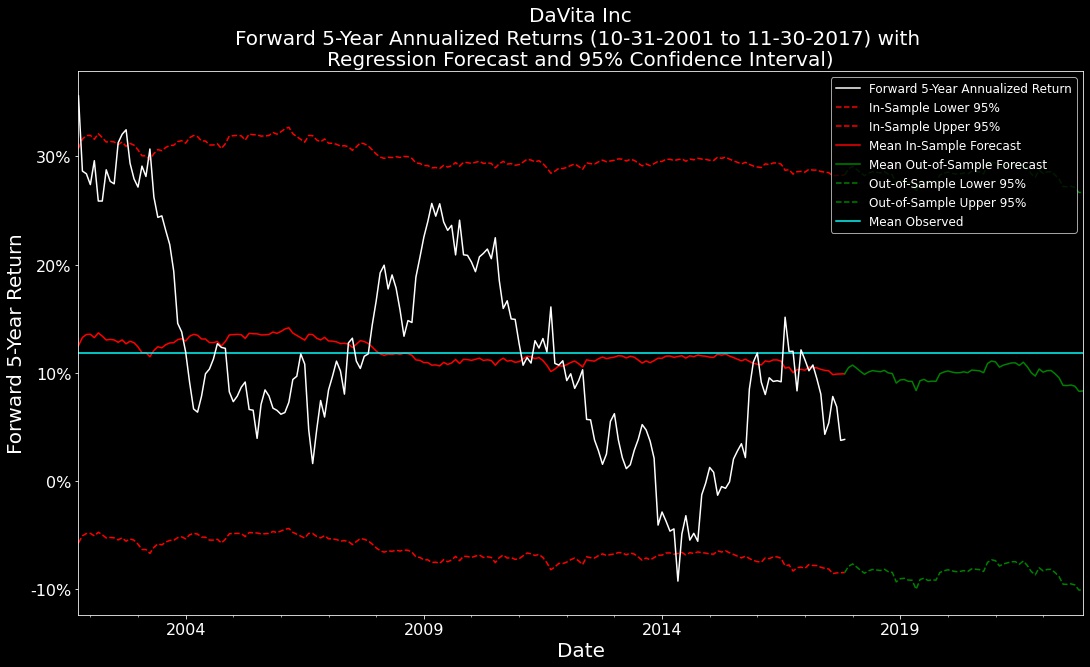 DaVita Inc
Forward 5-Year Annualized Returns (10-31-2001 to 11-30-2017) with
Regression Forecast and 95% Confidence Interval)
Forward 5-Year Annualized Return
In-Sample Lower 95%
In-Sample Upper 95%
Mean In-Sample Forecast
Mean Out-of-Sample Forecast
Out-of-Sample Lower 95%
Out-of-Sample Upper 95%
Mean Observed
Forward 5-Year Return
30%
20%
10%
0%
-10%
2004
2009
2014
2019
Date